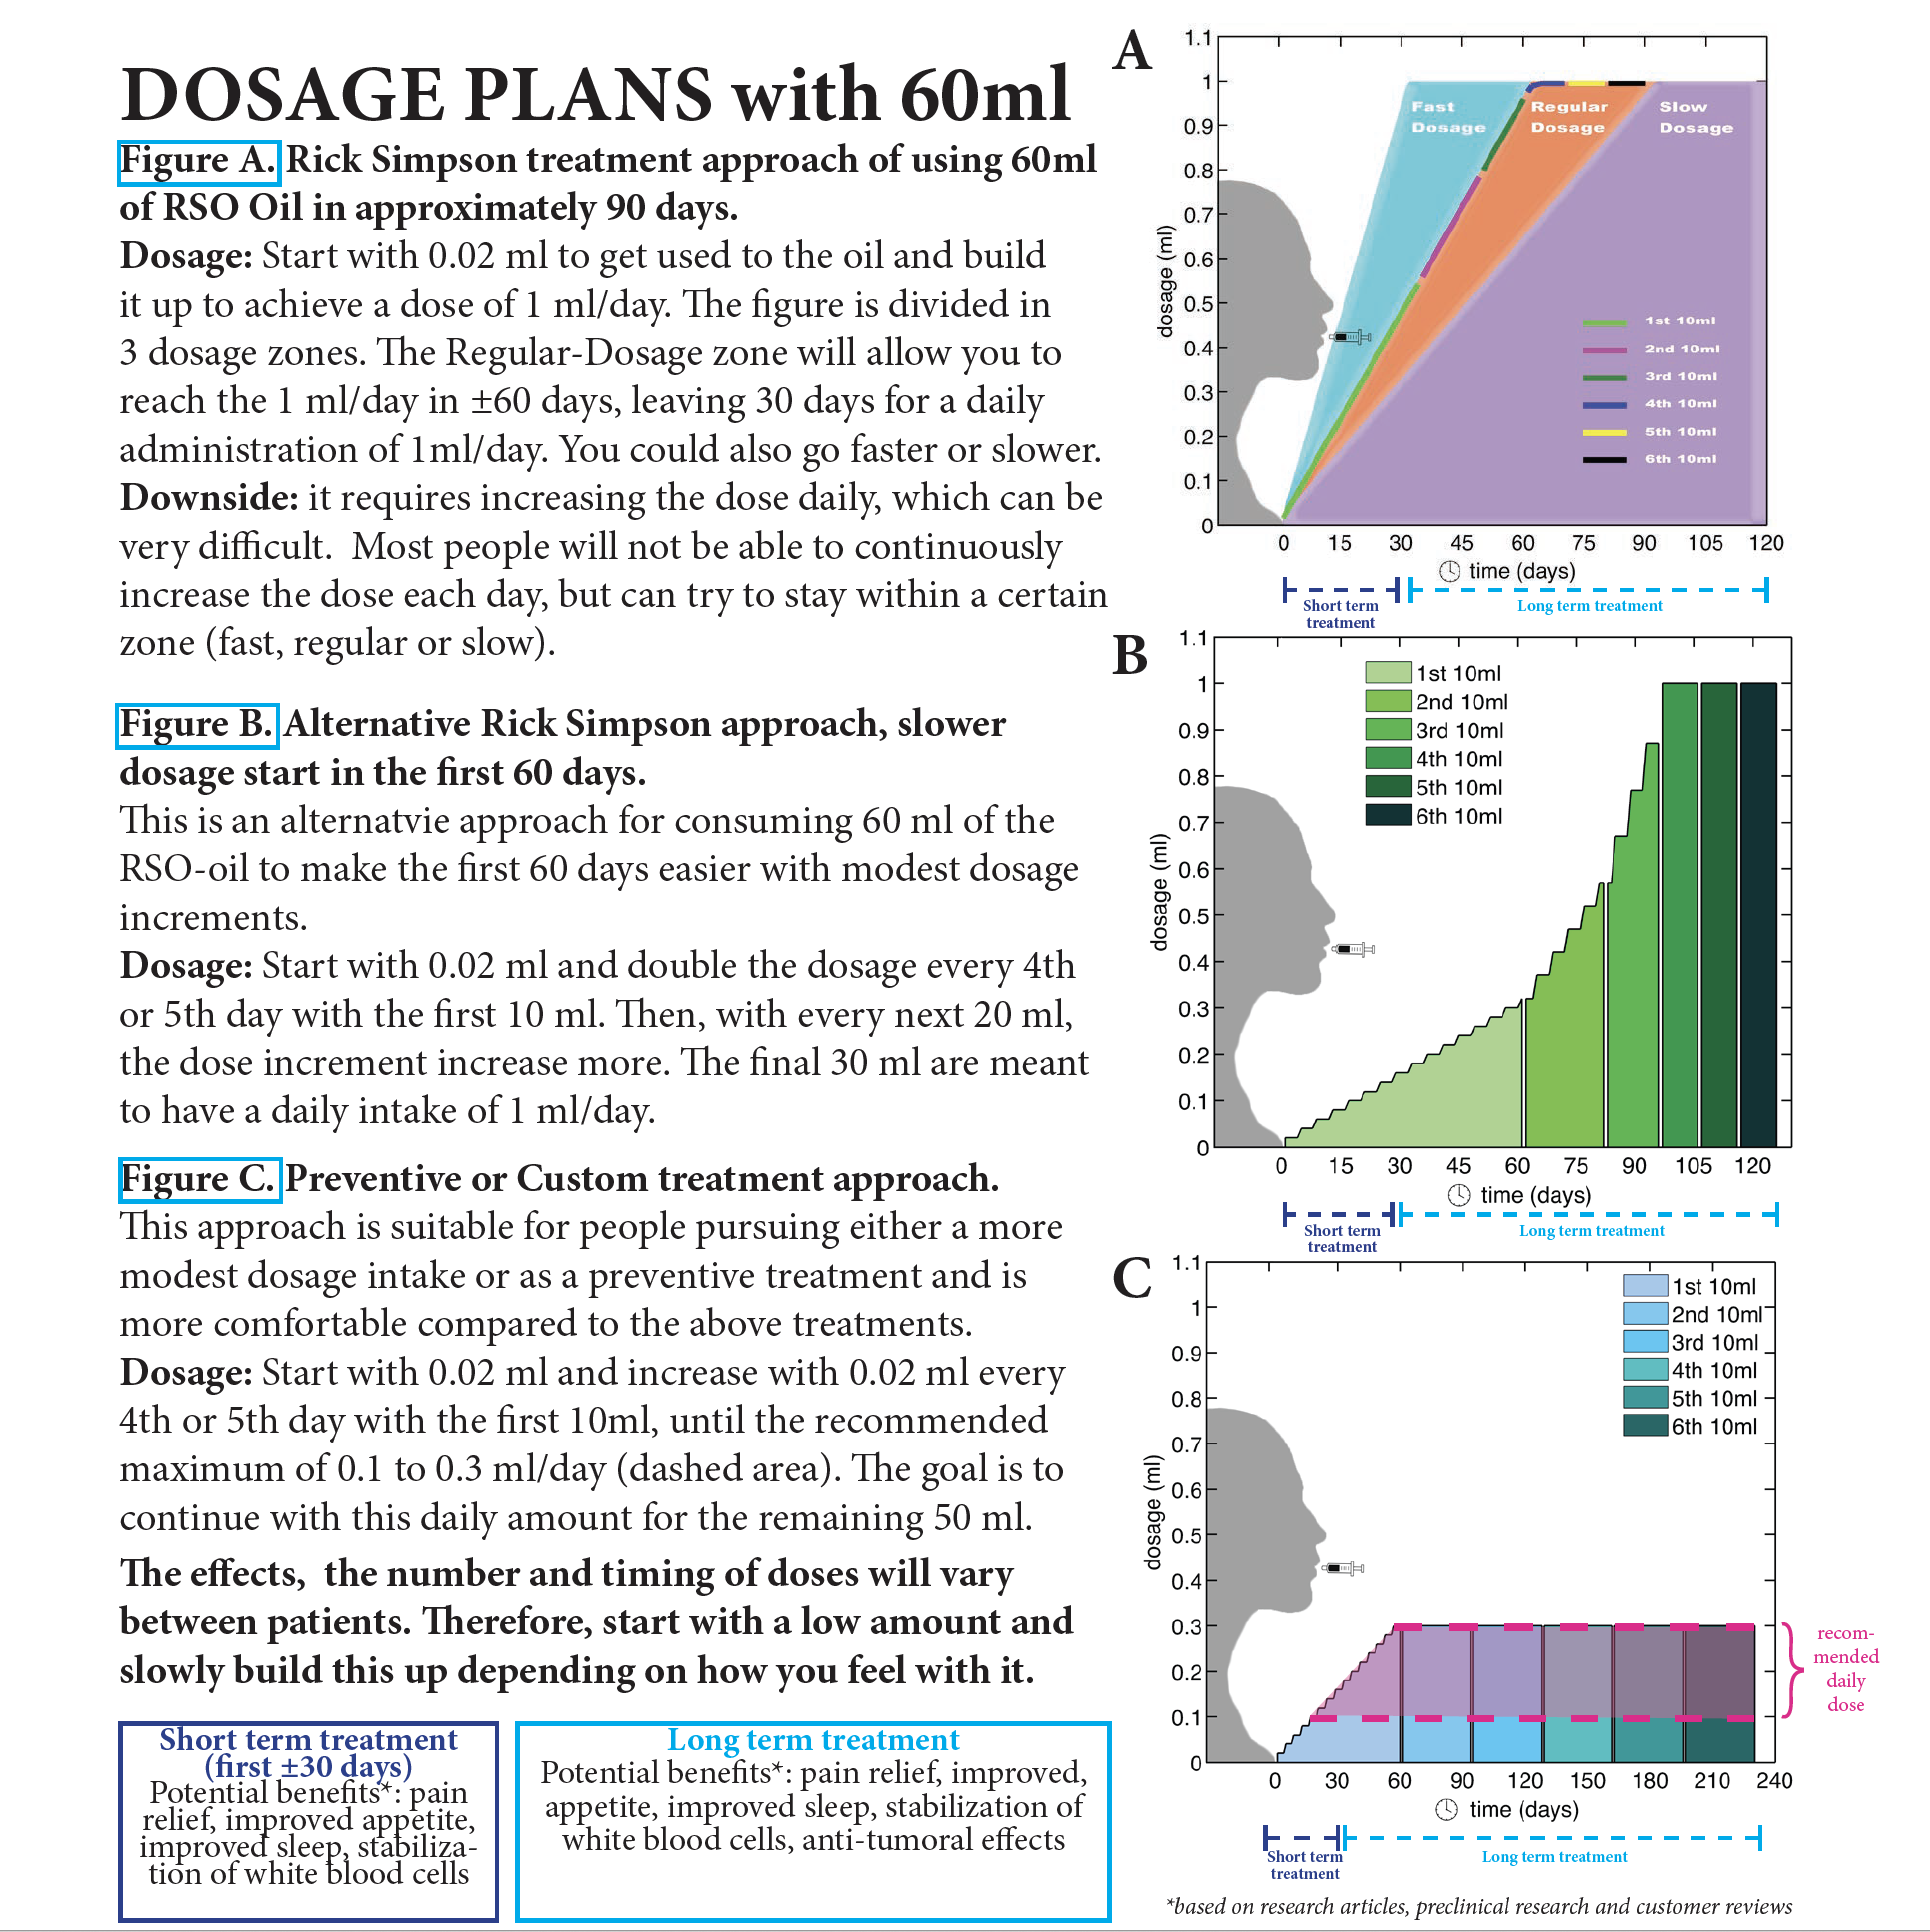 DOSAGE PLANS with 60ml
Figure A. Rick Simpson treatment approach of using 60ml
of RSO Oil in approximately 90 days.
Dosage: Start with 0.02 ml to get used to the oil and build
it up to achieve a dose of 1 ml/day. The figure is divided in
3 dosage zones. The Regular-Dosage zone will allow you to
reach the 1 ml/day in ±60 days, leaving 30 days for a daily
administration of 1ml/day. You could also go faster or slower.
Downside: it requires increasing the dose daily, which can be
very difficult.  Most people will not be able to continuously
increase the dose each day, but can try to stay within a certain
zone (fast, regular or slow).
Figure B. Alternative Rick Simpson approach, slower
dosage start in the first 60 days.
This is an alternatvie approach for consuming 60 ml of the
RSO-oil to make the first 60 days easier with modest dosage
increments.
Dosage: Start with 0.02 ml and double the dosage every 4th
or 5th day with the first 10 ml. Then, with every next 20 ml,
the dose increment increase more. The final 30 ml are meant
to have a daily intake of 1 ml/day.
Figure C. Preventive or Custom treatment approach.
This approach is suitable for people pursuing either a more
modest dosage intake or as a preventive treatment and is
more comfortable compared to the above treatments.
Dosage: Start with 0.02 ml and increase with 0.02 ml every
4th or 5th day with the first 10ml, until the recommended
maximum of 0.1 to 0.3 ml/day (dashed area). The goal is to
continue with this daily amount for the remaining 50 ml.
The effects,  the number and timing of doses will vary
between patients. Therefore, start with a low amount and
slowly build this up depending on how you feel with it.
Short term treatment
(first ±30 days)
Potential benefits*: pain
relief, improved appetite,
improved sleep, stabiliza-
tion of white blood cells
Long term treatment
Potential benefits*: pain relief, improved,
appetite, improved sleep, stabilization of
white blood cells, anti-tumoral effects
A
1.1
1
0.9
0.8
0.7
0.6
0.5
0.4
0.3
0.2
0.1
0
dosage (ml)
Fast
Dosage
Regular
Dosage
Slow
Dosage
1st 10ml
2nd 10ml
3rd 10ml
4th 10ml
5th 10ml
6th 10ml
0 15 30 45 60 75 90 105 120
time (days)
Short term
treatment
Long term treatment
B
1.1
1
0.9
0.8
0.7
0.6
0.5
0.4
0.3
0.2
0.1
0
dosage (ml)
1st 10ml
2nd 10ml
3rd 10ml
4th 10ml
5th 10ml
6th 10ml
0 15 30 45 60 75 90 105 120
time (days)
Short term
treatment
Long term treatment
C
1.1
1
0.9
0.8
0.7
0.6
0.5
0.4
0.3
0.2
0.1
0
dosage (ml)
1st 10ml
2nd 10ml
3rd 10ml
4th 10ml
5th 10ml
6th 10ml
recom-
mended
daily
dose
0 30 60 90 120 150 180 210 240
time (days)
Short term
treatment
Long term treatment
*based on research articles, preclinical research and customer reviews